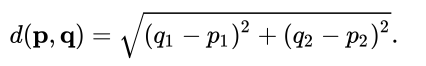 d(𝐩, 𝐪) = √((q₁ − p₁)² + (q₂ − p₂)²).